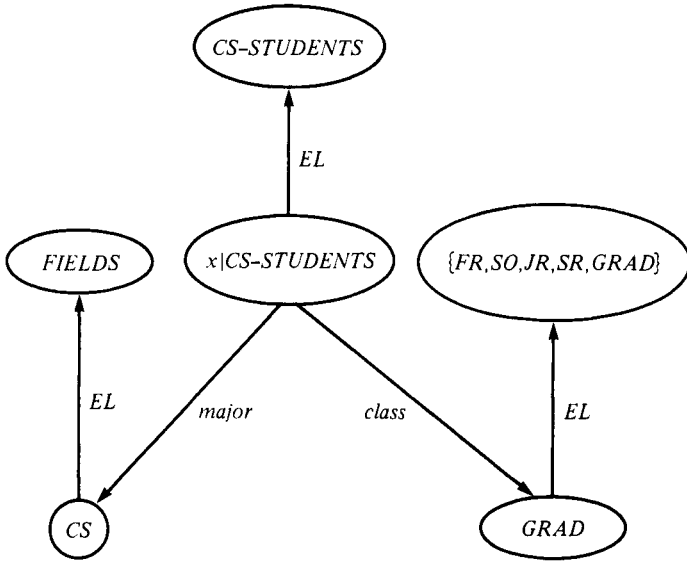 CS–STUDENTS
EL
FIELDS
x|CS–STUDENTS
{FR,SO,JR,SR,GRAD}
EL
major
class
EL
CS
GRAD